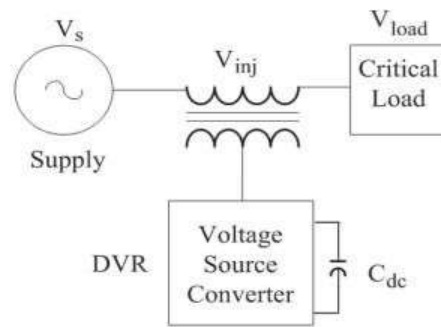 V_s
V_inj
V_load
Critical
Load
Supply
DVR
Voltage
Source
Converter
C_dc